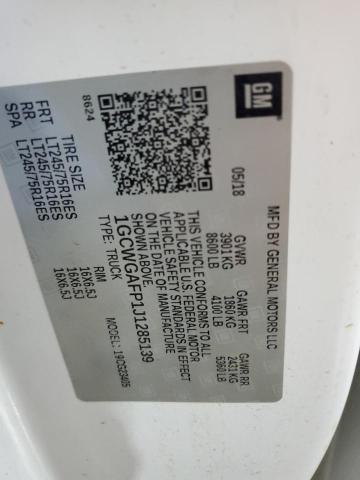 GM
MFD BY GENERAL MOTORS LLC
05/18
GVWR
3901 KG
8600 LB
GAWR FRT
1860 KG
4100 LB
GAWR RR
2431 KG
5360 LB
THIS VEHICLE CONFORMS TO ALL
APPLICABLE U.S. FEDERAL MOTOR
VEHICLE SAFETY STANDARDS IN EFFECT
ON THE DATE OF MANUFACTURE
SHOWN ABOVE.
1GCWGAFP1J1285139
TYPE: TRUCK
MODEL: 19CG23405
8624
TIRE SIZE RIM
FRT LT245/75R16ES 16X6.5J
RR LT245/75R16ES 16X6.5J
SPA LT245/75R16ES 16X6.5J